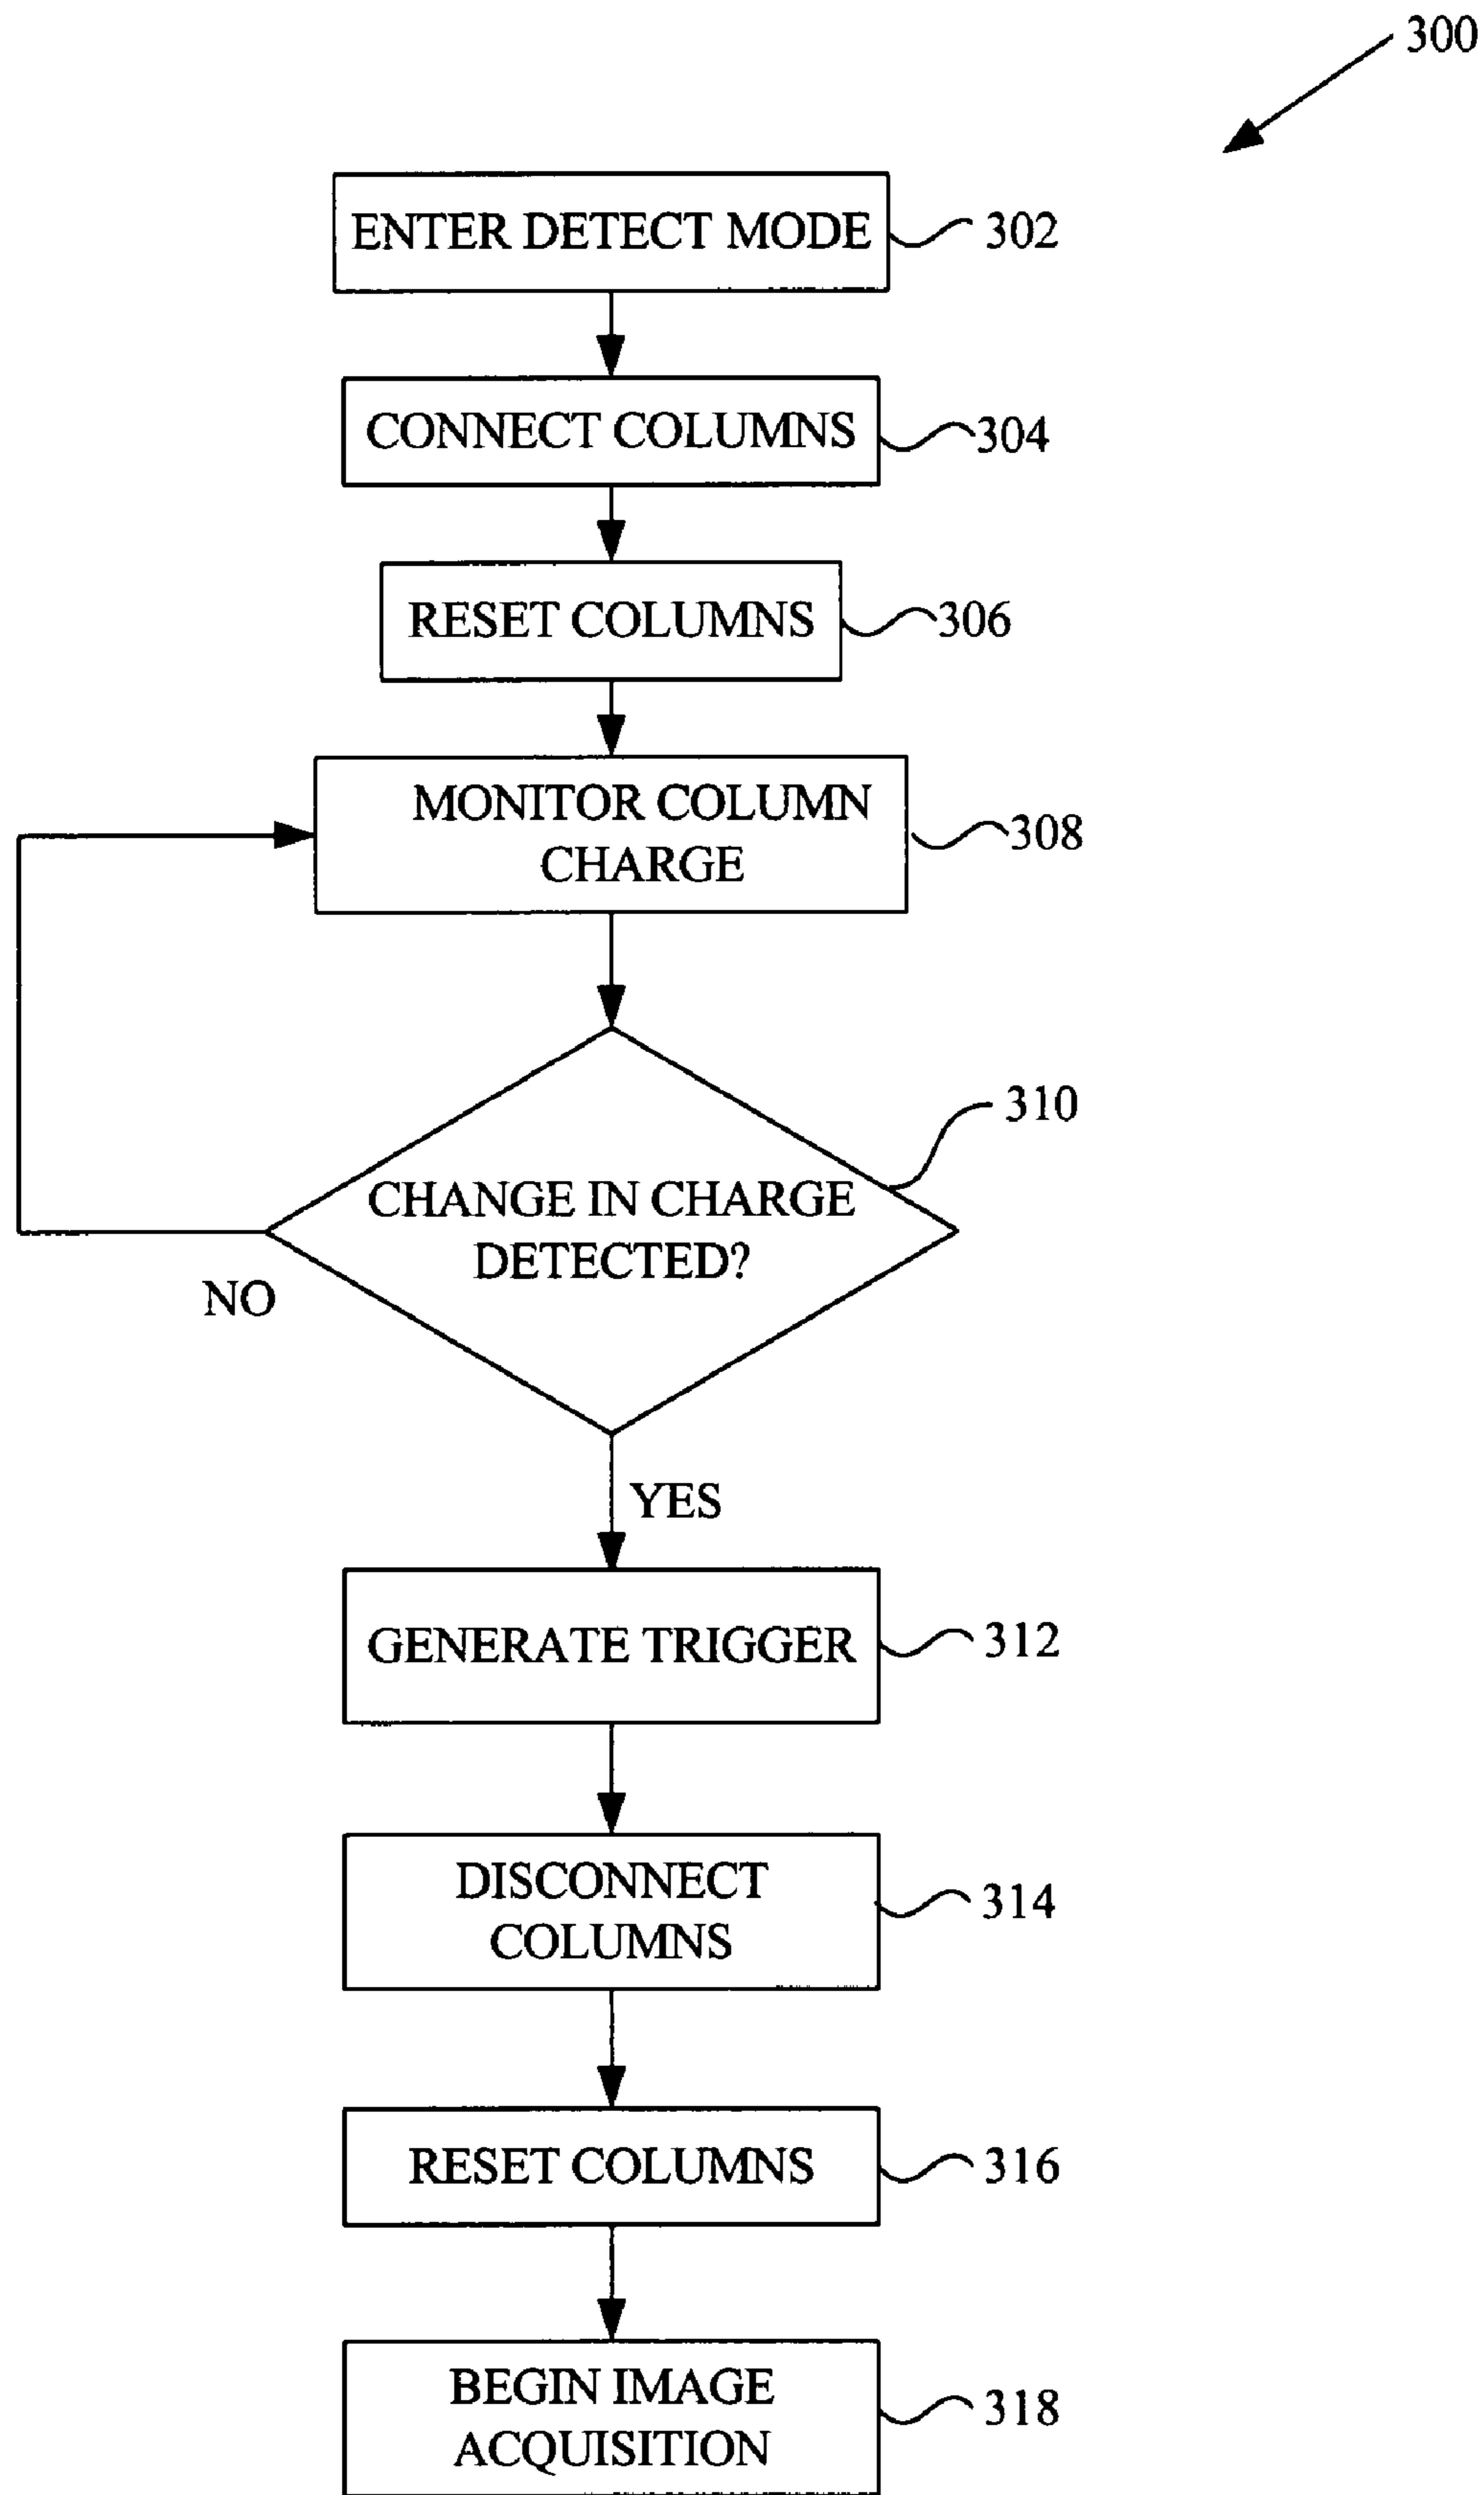 300
ENTER DETECT MODE 302
CONNECT COLUMNS 304
RESET COLUMNS 306
MONITOR COLUMN
CHARGE
308
310
CHANGE IN CHARGE
DETECTED?
NO
YES
GENERATE TRIGGER 312
DISCONNECT
COLUMNS
314
RESET COLUMNS 316
BEGIN IMAGE
ACQUISITION
318